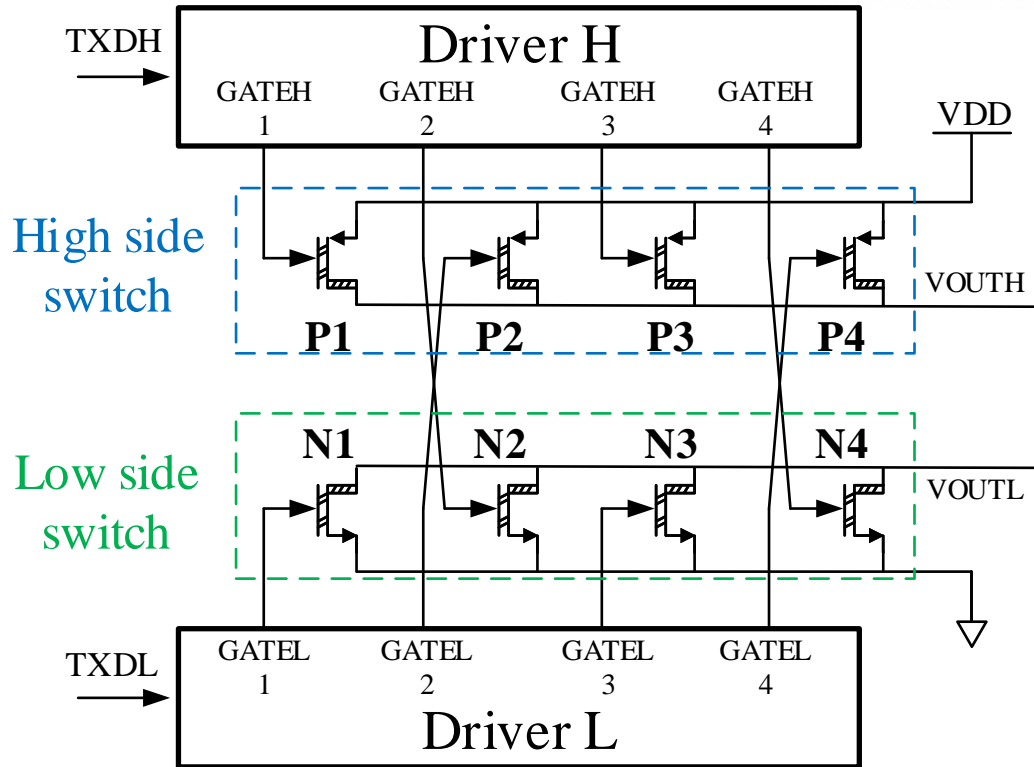 Driver H
TXDH
GATEH GATEH GATEH GATEH
1 2 3 4
VDD
High side
switch
VOUTH
P1 P2 P3 P4
N1 N2 N3 N4
Low side
switch
VOUTL
GATEL GATEL GATEL GATEL
1 2 3 4
TXDL
Driver L